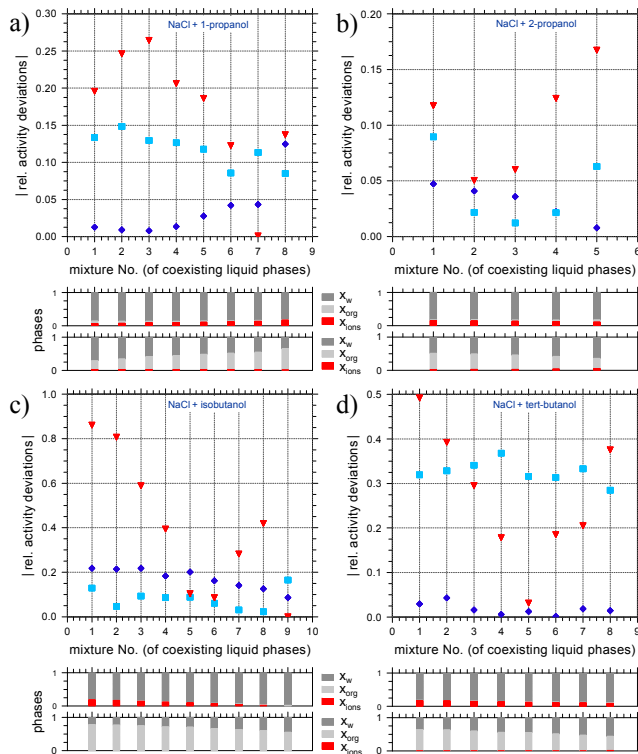 a)
NaCl + 1-propanol
| rel. activity deviations |
0.30
0.25
0.20
0.15
0.10
0.05
0.00
0 1 2 3 4 5 6 7 8 9
mixture No. (of coexisting liquid phases)
b)
NaCl + 2-propanol
0.20
0.15
0.10
0.05
0.00
0 1 2 3 4 5 6
mixture No. (of coexisting liquid phases)
phases
1
0
1
0
xw
xorg
xions
xw
xorg
xions
1
0
1
0
c)
NaCl + isobutanol
| rel. activity deviations |
1.0
0.8
0.6
0.4
0.2
0.0
0 1 2 3 4 5 6 7 8 9 10
mixture No. (of coexisting liquid phases)
d)
NaCl + tert-butanol
0.5
0.4
0.3
0.2
0.1
0.0
0 1 2 3 4 5 6 7 8 9
mixture No. (of coexisting liquid phases)
phases
1
0
1
0
xw
xorg
xions
xw
xorg
xions
1
0
1
0